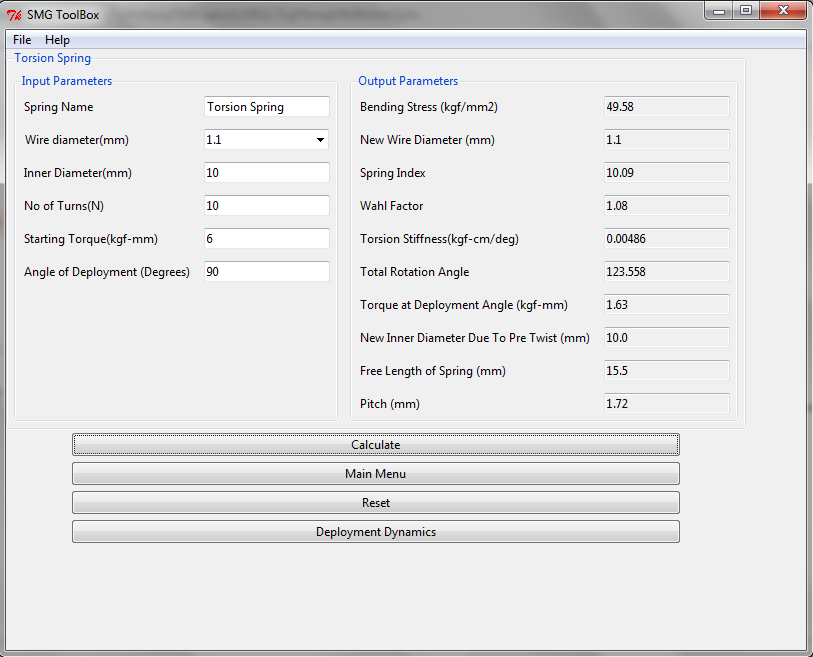 SMG ToolBox
File Help
Torsion Spring
Input Parameters
Spring Name Torsion Spring
Wire diameter(mm) 1.1
Inner Diameter(mm) 10
No of Turns(N) 10
Starting Torque(kgf-mm) 6
Angle of Deployment (Degrees) 90
Output Parameters
Bending Stress (kgf/mm2) 49.58
New Wire Diameter (mm) 1.1
Spring Index 10.09
Wahl Factor 1.08
Torsion Stiffness(kgf-cm/deg) 0.00486
Total Rotation Angle 123.558
Torque at Deployment Angle (kgf-mm) 1.63
New Inner Diameter Due To Pre Twist (mm) 10.0
Free Length of Spring (mm) 15.5
Pitch (mm) 1.72
Calculate
Main Menu
Reset
Deployment Dynamics